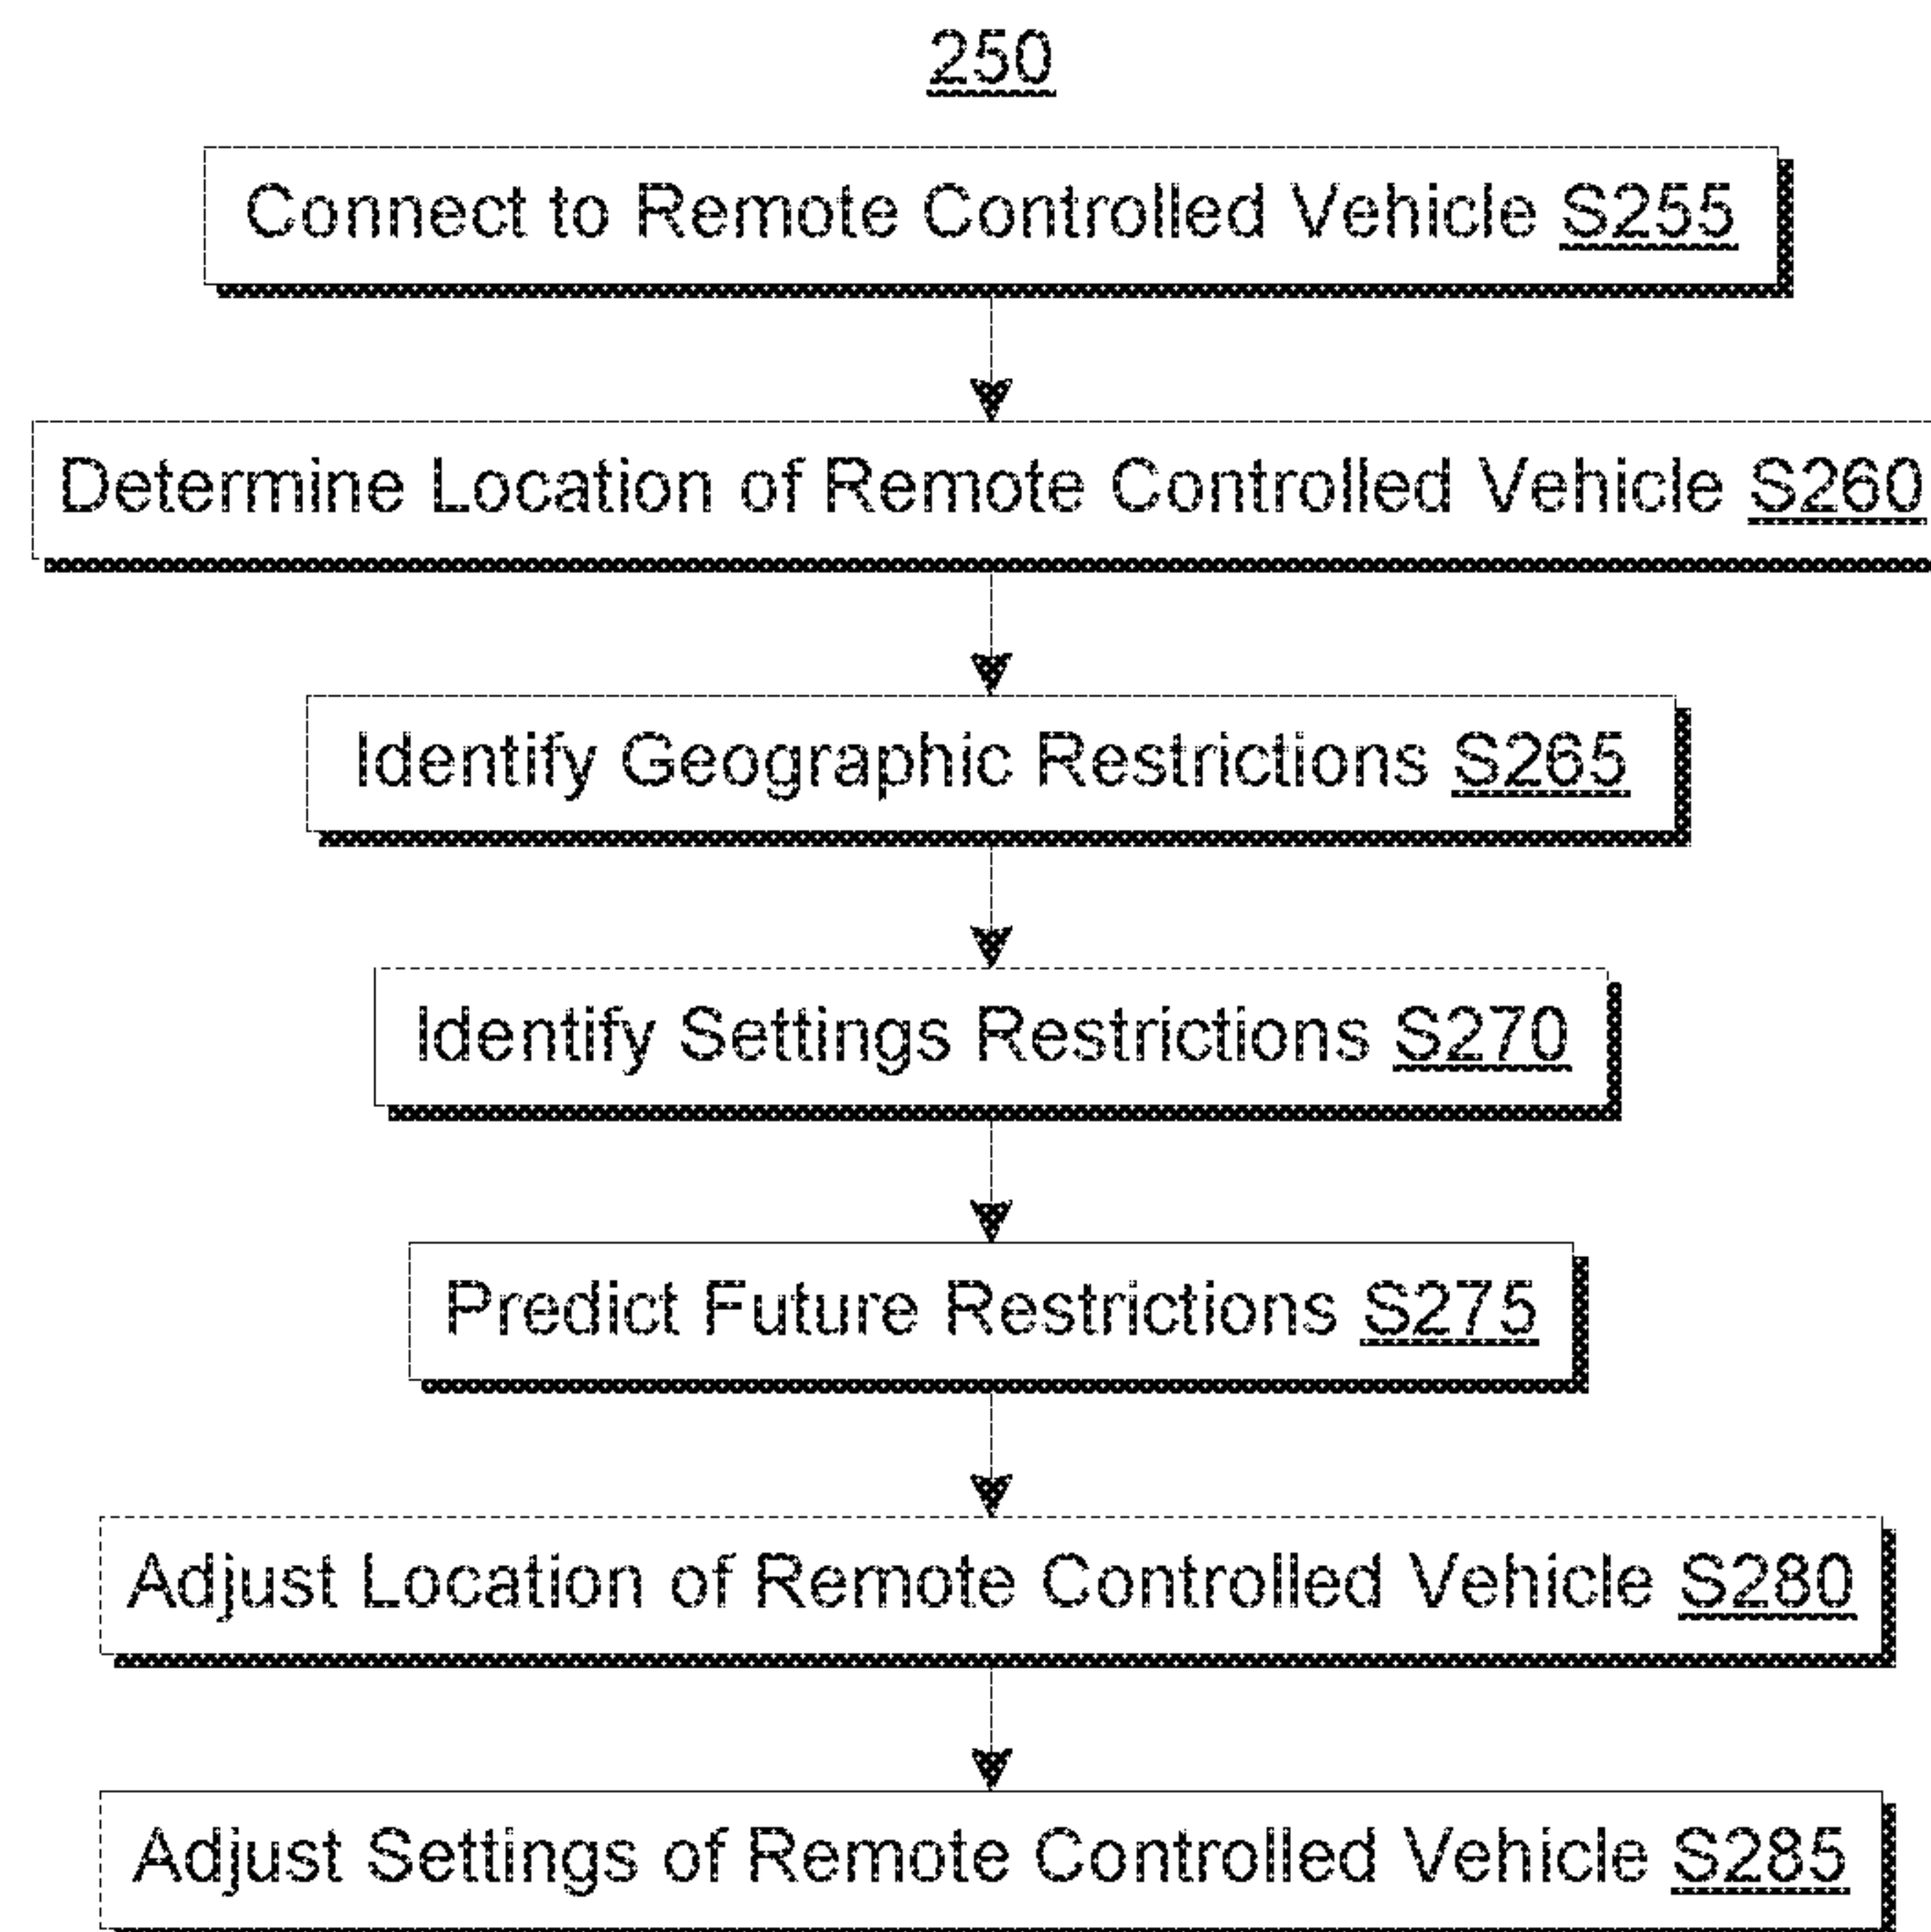 250
Connect to Remote Controlled Vehicle S255
Determine Location of Remote Controlled Vehicle S260
Identify Geographic Restrictions S265
Identify Settings Restrictions S270
Predict Future Restrictions S275
Adjust Location of Remote Controlled Vehicle S280
Adjust Settings of Remote Controlled Vehicle S285